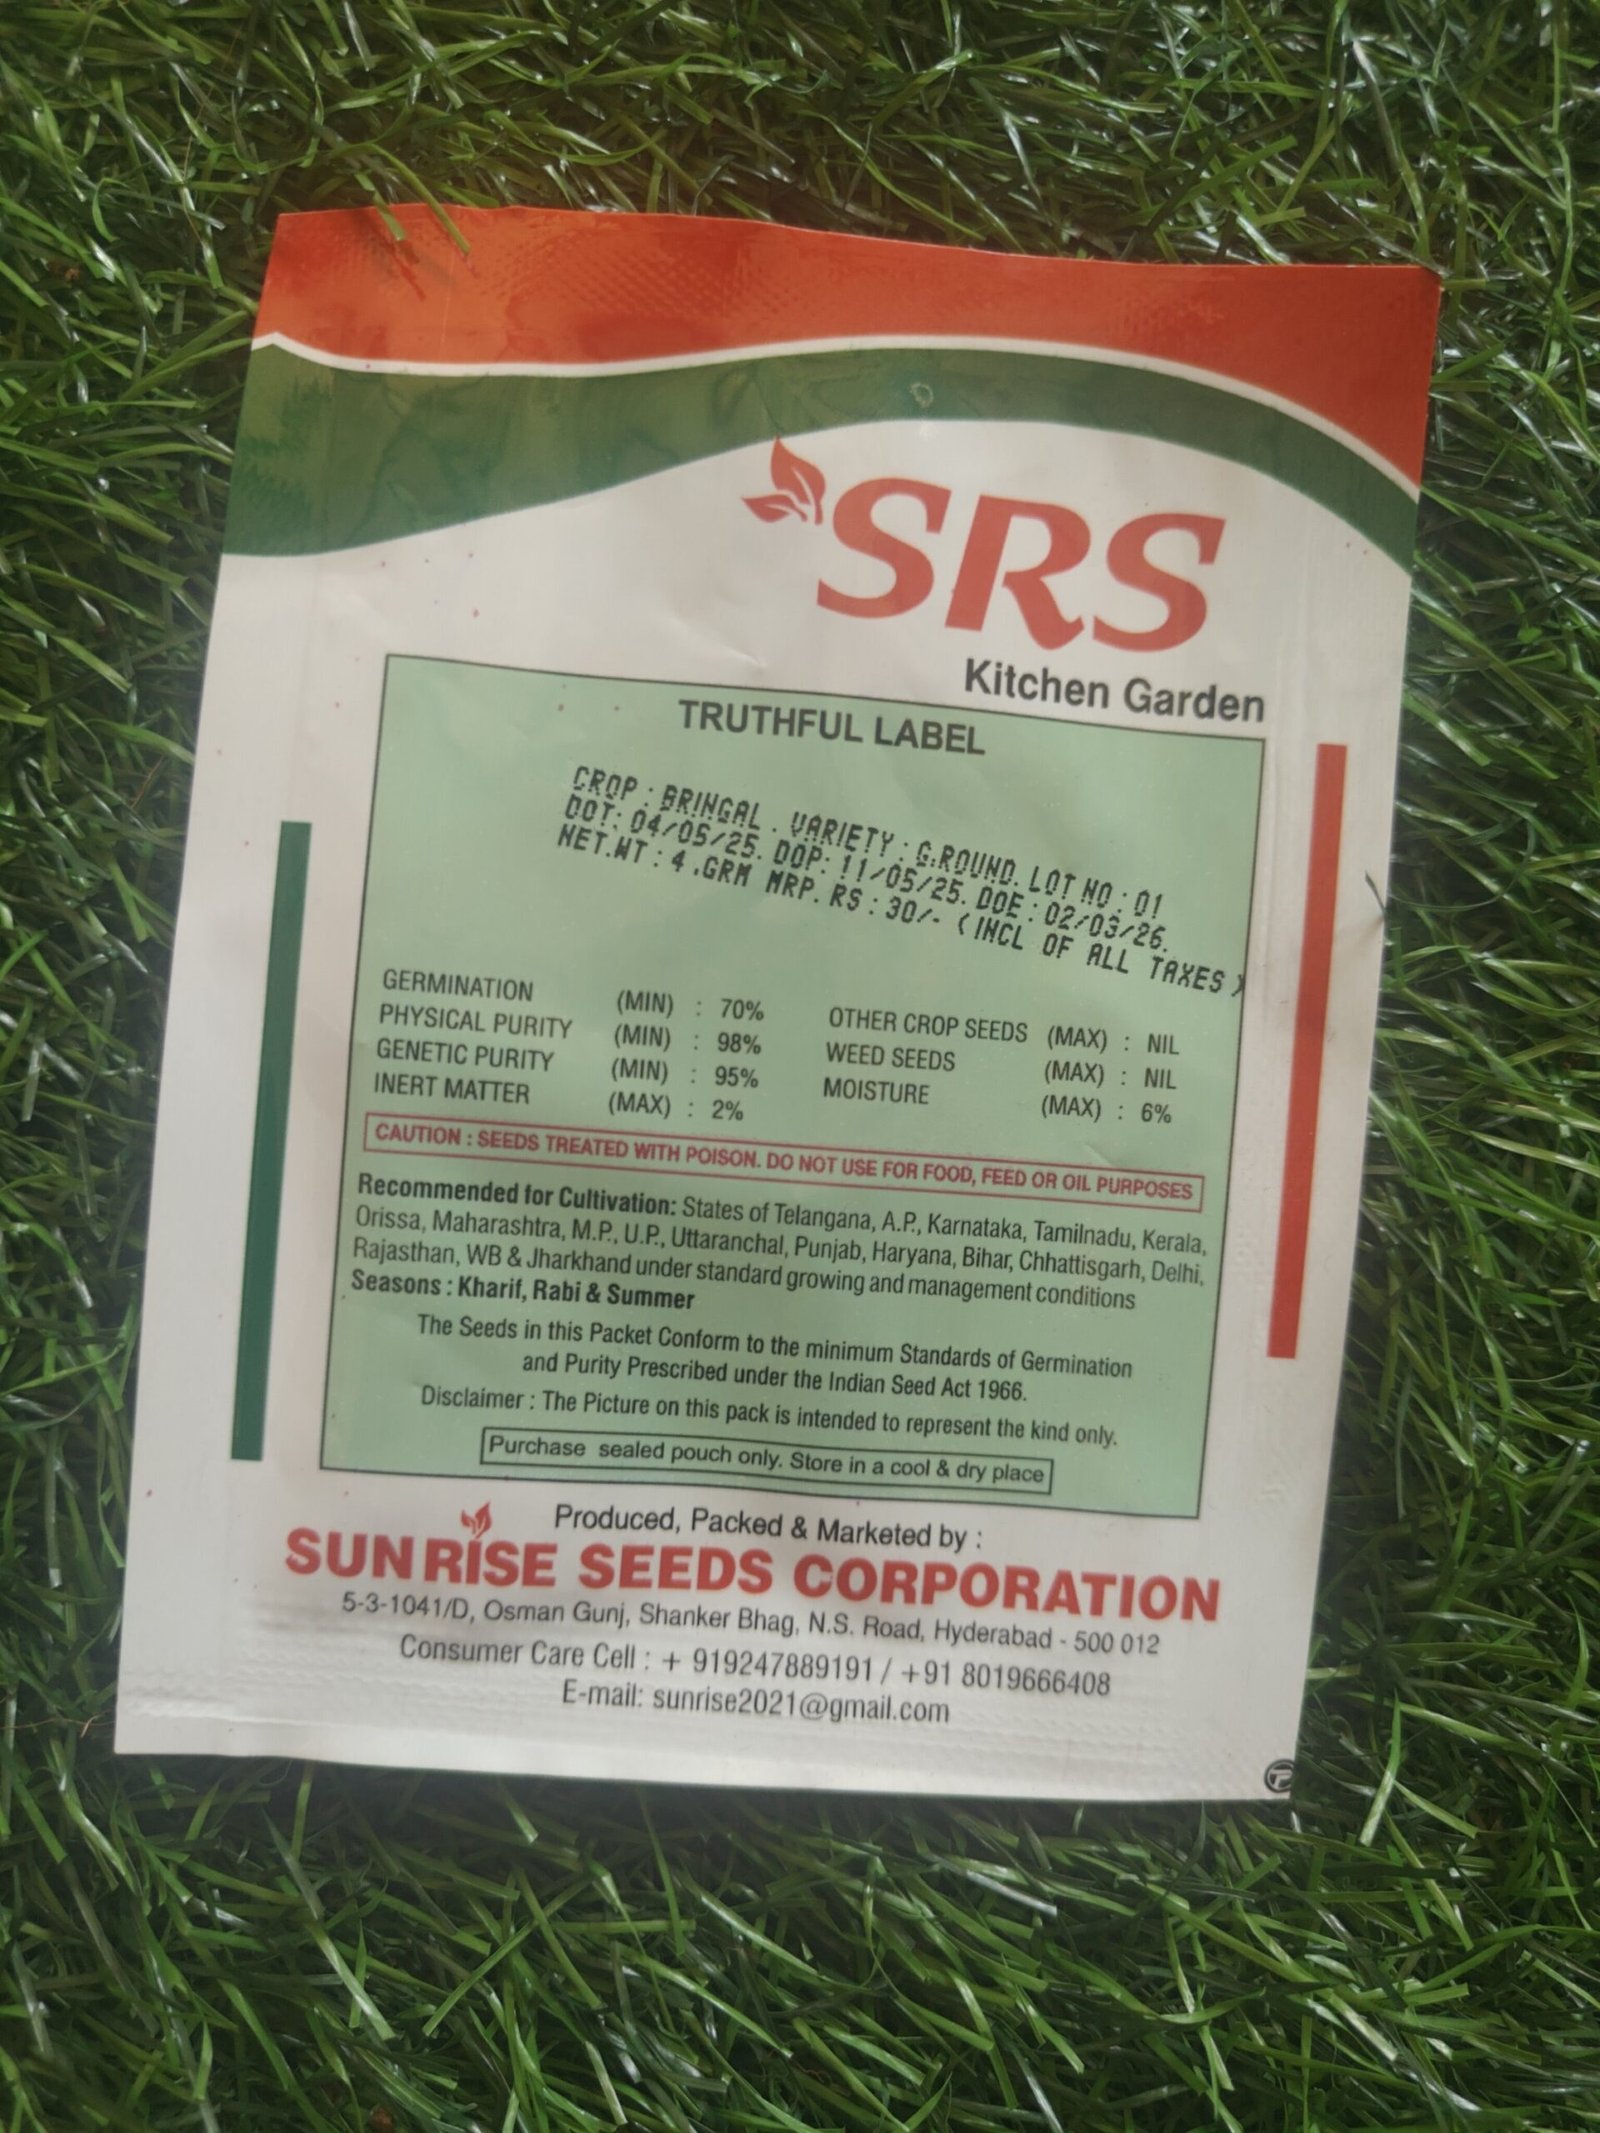 SRS
Kitchen Garden
TRUTHFUL LABEL
CROP : BRINGAL . VARIETY : G.ROUND. LOT NO : 01
DOT: 04/05/25. DOP: 11/05/25. DOE : 02/03/26.
NET.WT : 4 .GRM MRP. RS : 30/- ( INCL OF ALL TAXES )
GERMINATION (MIN) : 70% OTHER CROP SEEDS (MAX) : NIL
PHYSICAL PURITY (MIN) : 98% WEED SEEDS (MAX) : NIL
GENETIC PURITY (MIN) : 95% MOISTURE (MAX) : 6%
INERT MATTER (MAX) : 2%
CAUTION : SEEDS TREATED WITH POISON. DO NOT USE FOR FOOD, FEED OR OIL PURPOSES
Recommended for Cultivation: States of Telangana, A.P., Karnataka, Tamilnadu, Kerala,
Orissa, Maharashtra, M.P., U.P., Uttaranchal, Punjab, Haryana, Bihar, Chhattisgarh, Delhi,
Rajasthan, WB & Jharkhand under standard growing and management conditions
Seasons : Kharif, Rabi & Summer
The Seeds in this Packet Conform to the minimum Standards of Germination
and Purity Prescribed under the Indian Seed Act 1966.
Disclaimer : The Picture on this pack is intended to represent the kind only.
Purchase sealed pouch only. Store in a cool & dry place
Produced, Packed & Marketed by :
SUNRISE SEEDS CORPORATION
5-3-1041/D, Osman Gunj, Shanker Bhag, N.S. Road, Hyderabad - 500 012
Consumer Care Cell : + 919247889191 / +91 8019666408
E-mail: sunrise2021@gmail.com